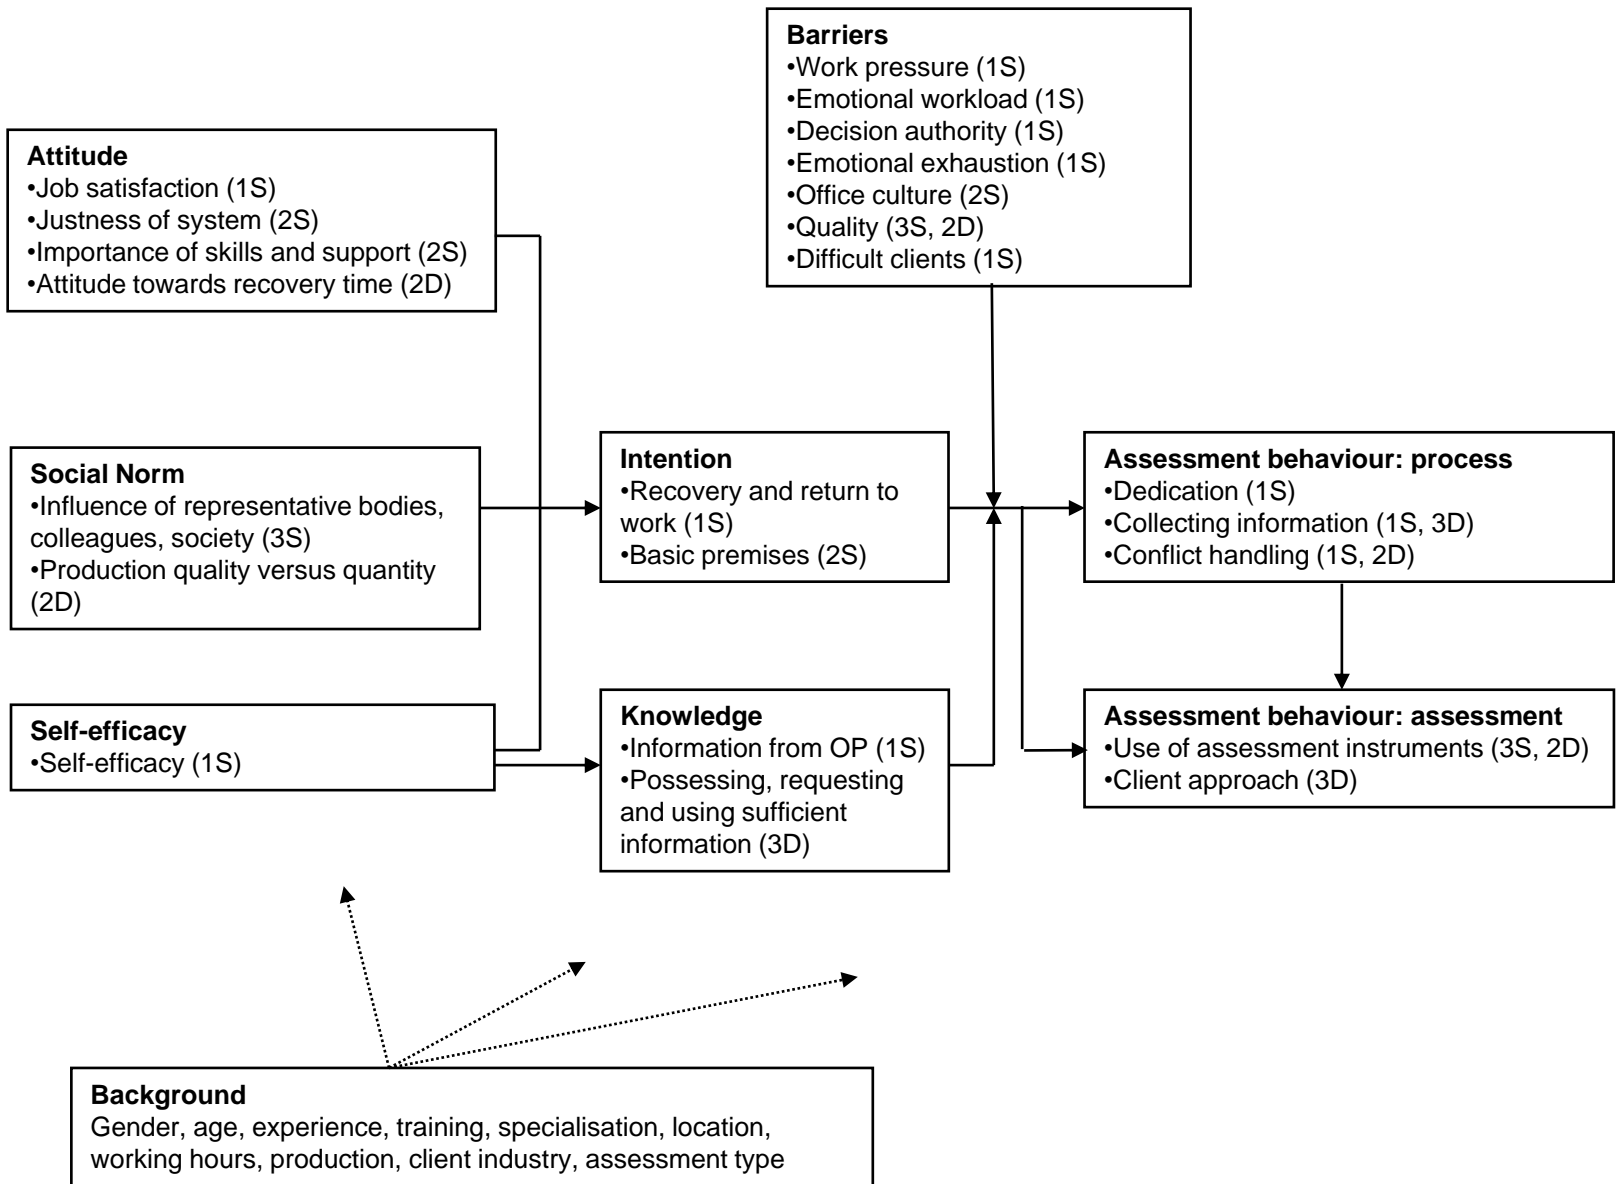 Barriers
•Work pressure (1S)
•Emotional workload (1S)
•Decision authority (1S)
•Emotional exhaustion (1S)
•Office culture (2S)
•Quality (3S, 2D)
•Difficult clients (1S)
Attitude
•Job satisfaction (1S)
•Justness of system (2S)
•Importance of skills and support (2S)
•Attitude towards recovery time (2D)
Social Norm
•Influence of representative bodies,
colleagues, society (3S)
•Production quality versus quantity
(2D)
Intention
•Recovery and return to
work (1S)
•Basic premises (2S)
Assessment behaviour: process
•Dedication (1S)
•Collecting information (1S, 3D)
•Conflict handling (1S, 2D)
Self-efficacy
•Self-efficacy (1S)
Knowledge
•Information from OP (1S)
•Possessing, requesting
and using sufficient
information (3D)
Assessment behaviour: assessment
•Use of assessment instruments (3S, 2D)
•Client approach (3D)
Background
Gender, age, experience, training, specialisation, location,
working hours, production, client industry, assessment type